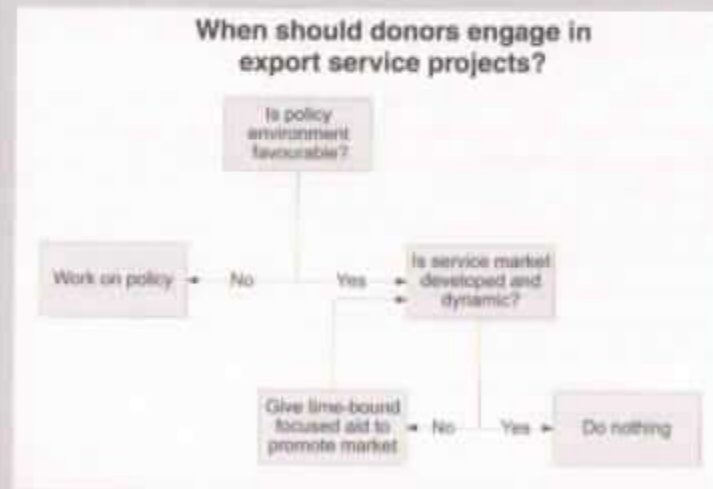 When should donors engage in
export service projects?
Is policy
environment
favourable?
Work on policy
No
Yes
Is service market
developed and
dynamic?
Give time-bound
focused aid to
promote market
No
Yes
Do nothing